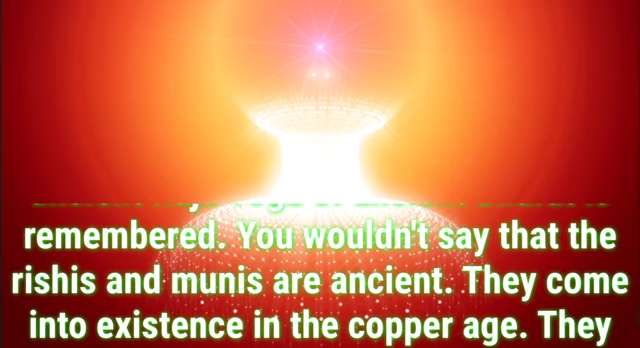 remembered. You wouldn't say that the
rishis and munis are ancient. They come
into existence in the copper age. They